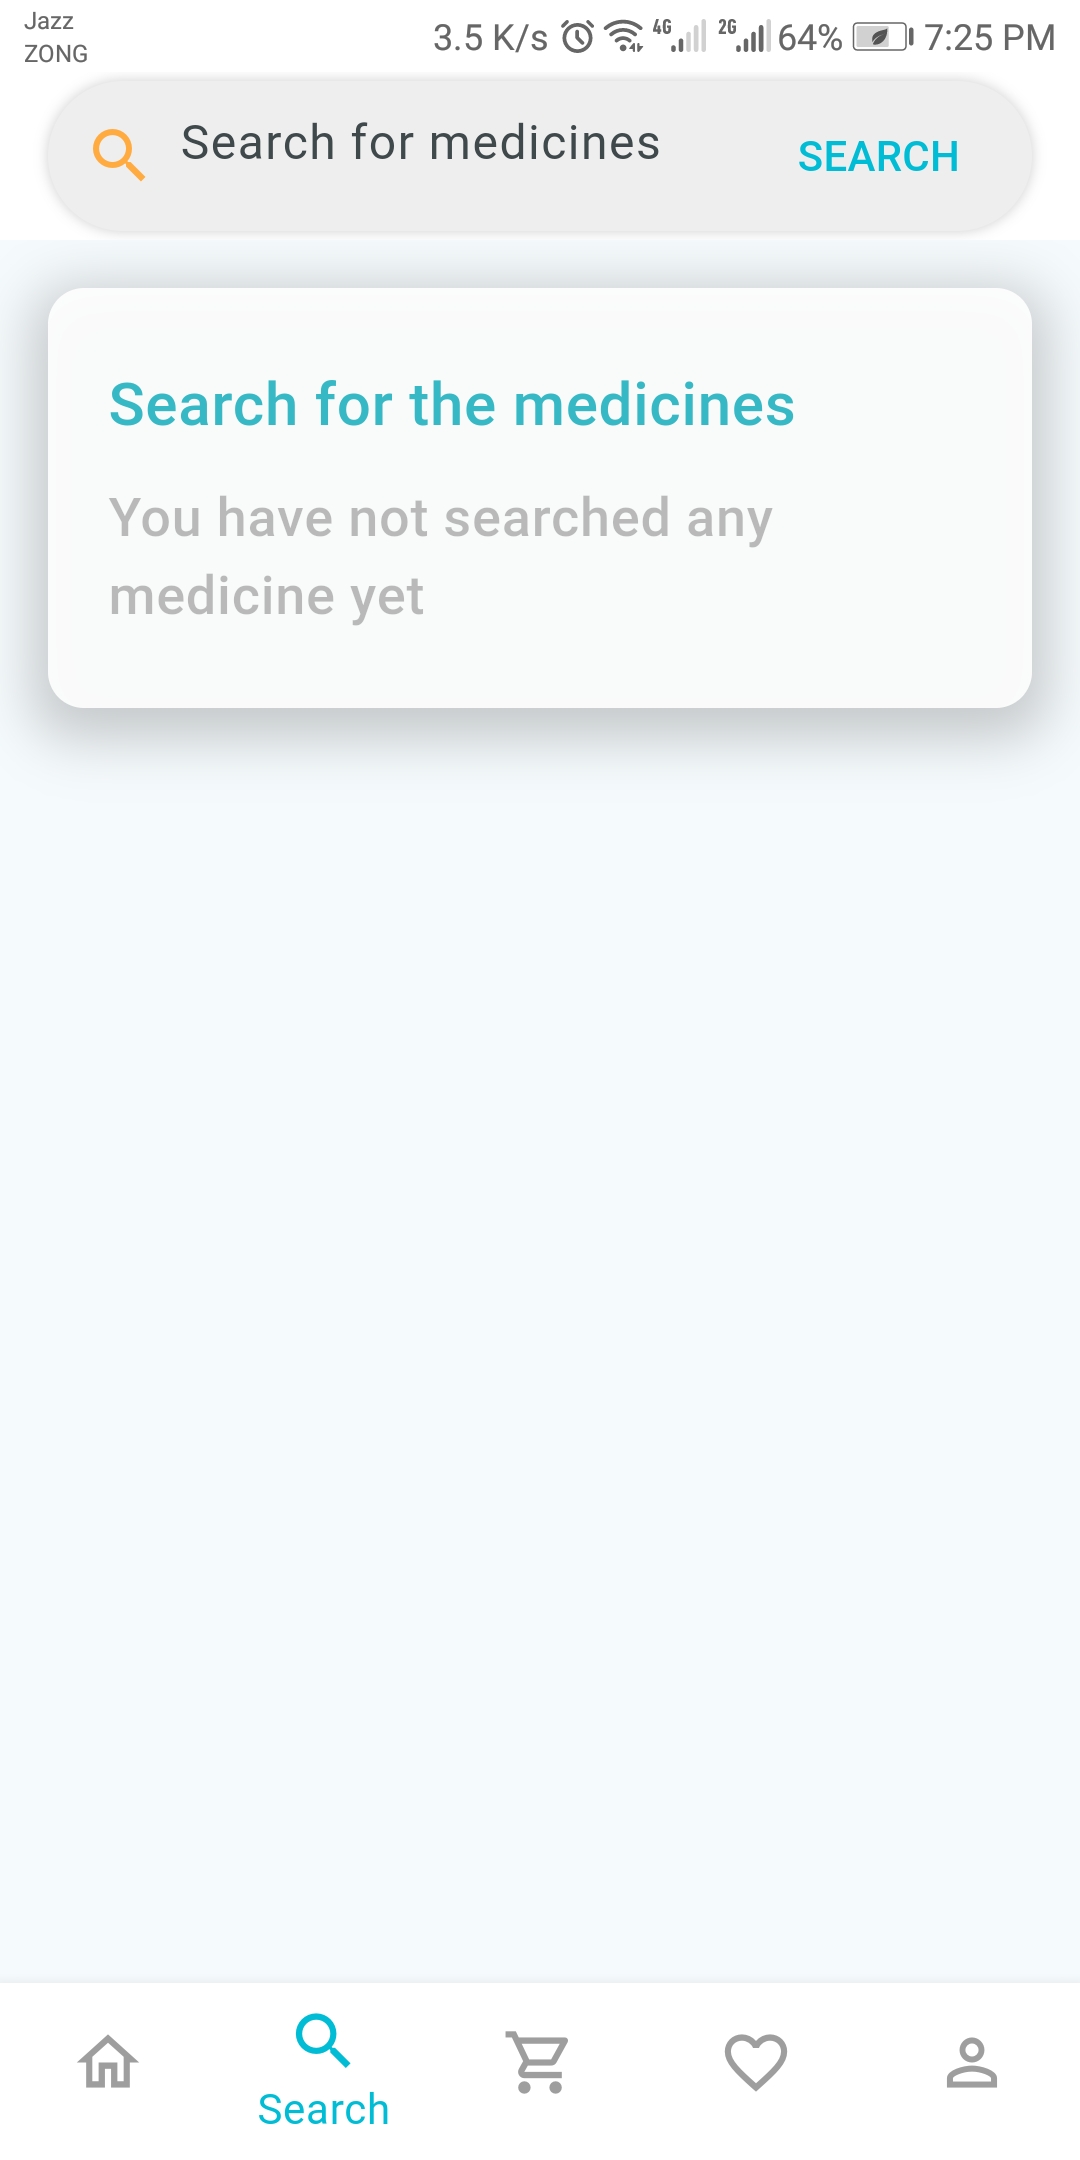 Jazz
ZONG
3.5 K/s 4G 2G 64% 7:25 PM
Search for medicines SEARCH
Search for the medicines
You have not searched any
medicine yet
Search